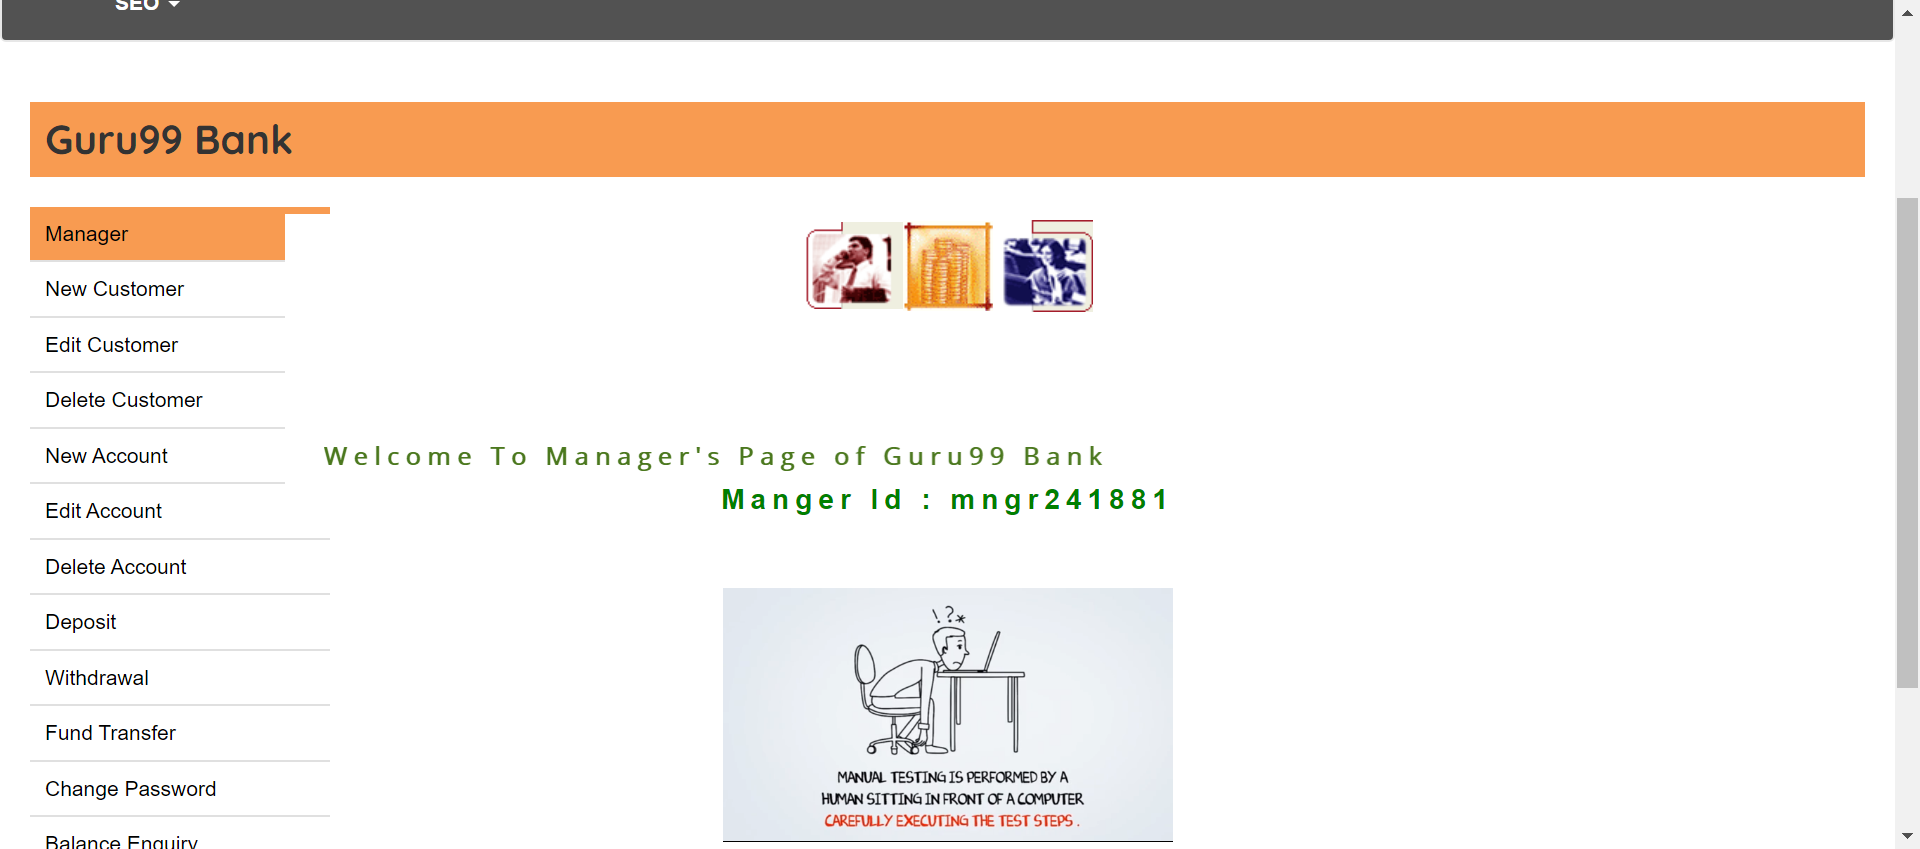 SEO
Guru99 Bank
Manager
New Customer
Edit Customer
Delete Customer
New Account
Edit Account
Delete Account
Deposit
Withdrawal
Fund Transfer
Change Password
Balance Enquiry
Welcome To Manager's Page of Guru99 Bank
Manger Id : mngr241881
!?*
MANUAL TESTING IS PERFORMED BY A
HUMAN SITTING IN FRONT OF A COMPUTER
CAREFULLY EXECUTING THE TEST STEPS .